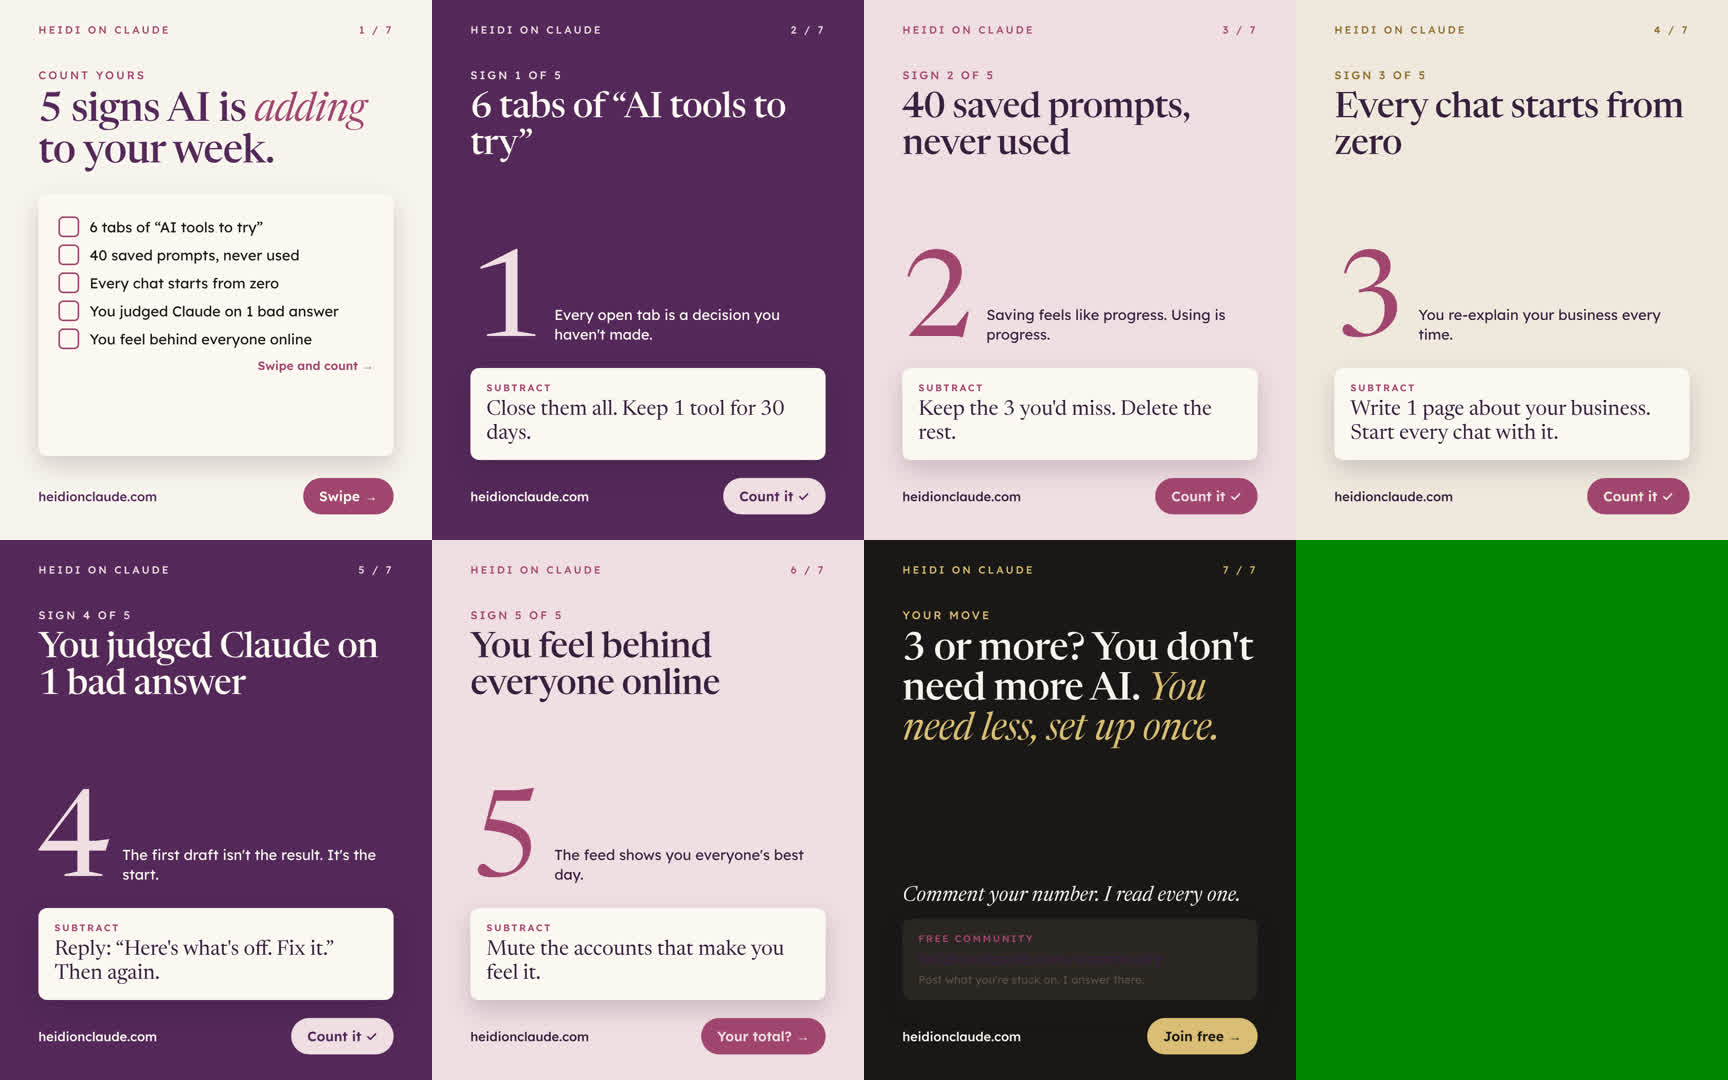 HEIDI ON CLAUDE 1 / 7
COUNT YOURS
5 signs AI is adding
to your week.
6 tabs of “AI tools to try”
40 saved prompts, never used
Every chat starts from zero
You judged Claude on 1 bad answer
You feel behind everyone online
Swipe and count →
heidionclaude.com
Swipe →
HEIDI ON CLAUDE 2 / 7
SIGN 1 OF 5
6 tabs of “AI tools to
try”
1
Every open tab is a decision you
haven't made.
SUBTRACT
Close them all. Keep 1 tool for 30
days.
heidionclaude.com
Count it ✓
HEIDI ON CLAUDE 3 / 7
SIGN 2 OF 5
40 saved prompts,
never used
2
Saving feels like progress. Using is
progress.
SUBTRACT
Keep the 3 you'd miss. Delete the
rest.
heidionclaude.com
Count it ✓
HEIDI ON CLAUDE 4 / 7
SIGN 3 OF 5
Every chat starts from
zero
3
You re-explain your business every
time.
SUBTRACT
Write 1 page about your business.
Start every chat with it.
heidionclaude.com
Count it ✓
HEIDI ON CLAUDE 5 / 7
SIGN 4 OF 5
You judged Claude on
1 bad answer
4
The first draft isn't the result. It's the
start.
SUBTRACT
Reply: “Here's what's off. Fix it.”
Then again.
heidionclaude.com
Count it ✓
HEIDI ON CLAUDE 6 / 7
SIGN 5 OF 5
You feel behind
everyone online
5
The feed shows you everyone's best
day.
SUBTRACT
Mute the accounts that make you
feel it.
heidionclaude.com
Your total? →
HEIDI ON CLAUDE 7 / 7
YOUR MOVE
3 or more? You don't
need more AI. You
need less, set up once.
Comment your number. I read every one.
FREE COMMUNITY
Post what you're stuck on. I answer there.
heidionclaude.com
Join free →